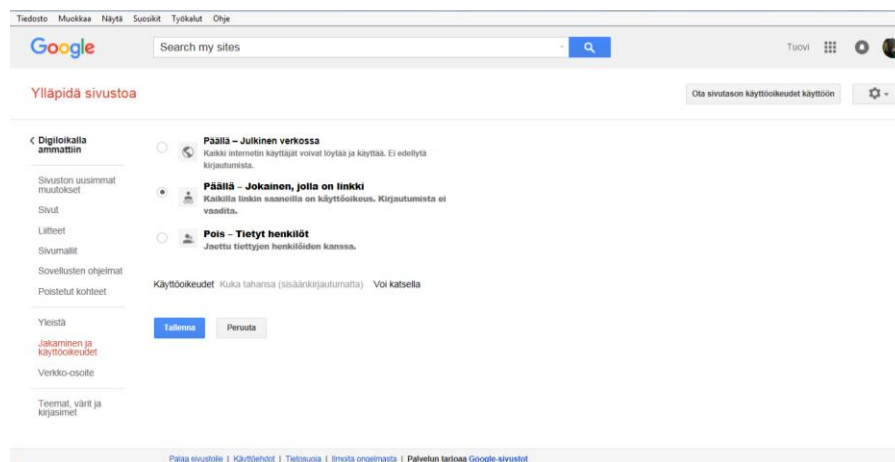 Tiedosto Muokkaa Näytä Suosikit Työkalut Ohje
Google
Search my sites
Tuovi
Ylläpidä sivustoa
Ota sivutason käyttöoikeudet käyttöön
Digiloikalla
ammattiin
Sivuston uusimmat
muutokset
Sivut
Liitteet
Sivumallit
Sovellusten ohjelmat
Poistetut kohteet
Yleistä
Jakaminen ja
käyttöoikeudet
Verkko-osoite
Teemat, värit ja
kirjasimet
Päällä – Julkinen verkossa
Kaikki internetin käyttäjät voivat löytää ja käyttää. Ei edellytä
kirjautumista.
Päällä – Jokainen, jolla on linkki
Kaikilla linkin saaneilla on käyttöoikeus. Kirjautumista ei
vaadita.
Pois – Tietyt henkilöt
Jaettu tiettyjen henkilöiden kanssa.
Käyttöoikeudet Kuka tahansa (sisäänkirjautumatta) Voi katsella
Tallenna Peruuta
Palaa sivustolle | Käyttöehdot | Tietosuoja | Ilmoita ongelmasta | Palvelun tarjoaa Google-sivustot